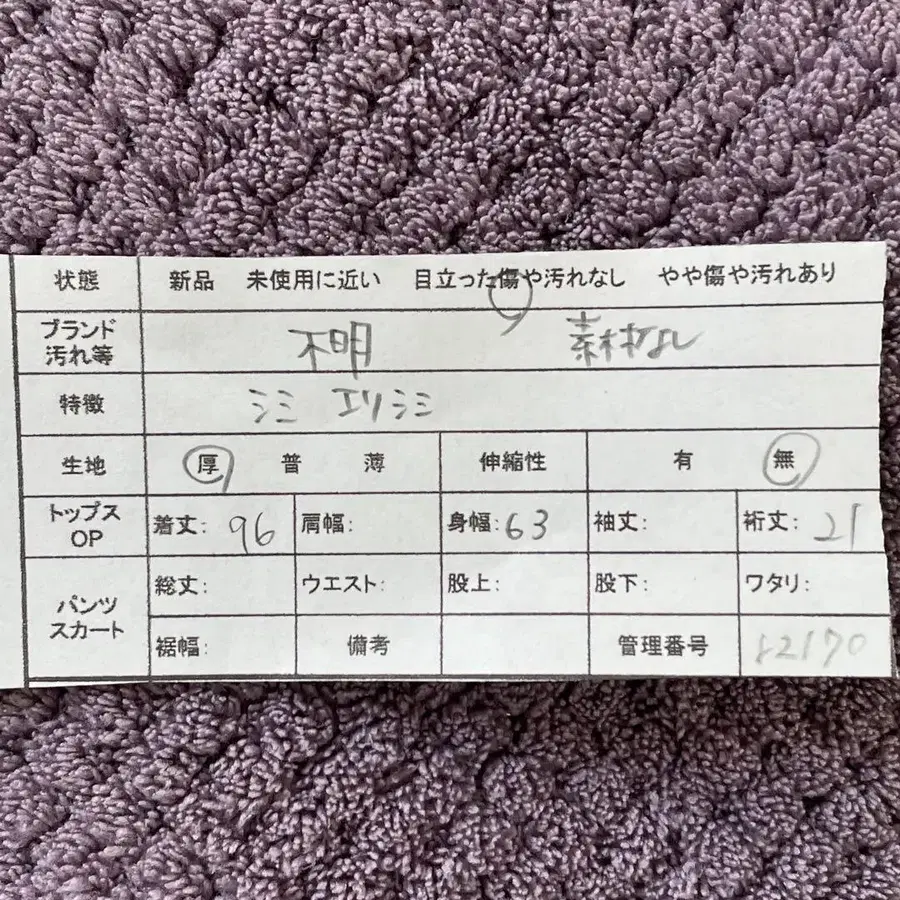 状態 新品 未使用に近い 目立った傷や汚れなし やや傷や汚れあり
ブランド 汚れ等 不明 素材なし
特徴 シミ エリシミ
生地 厚 普 薄 伸縮性 有 無
トップス OP 着丈: 96 肩幅: 身幅: 63 袖丈: 裄丈: 21
パンツ スカート 総丈: ウエスト: 股上: 股下: ワタリ:
裾幅: 備考 管理番号